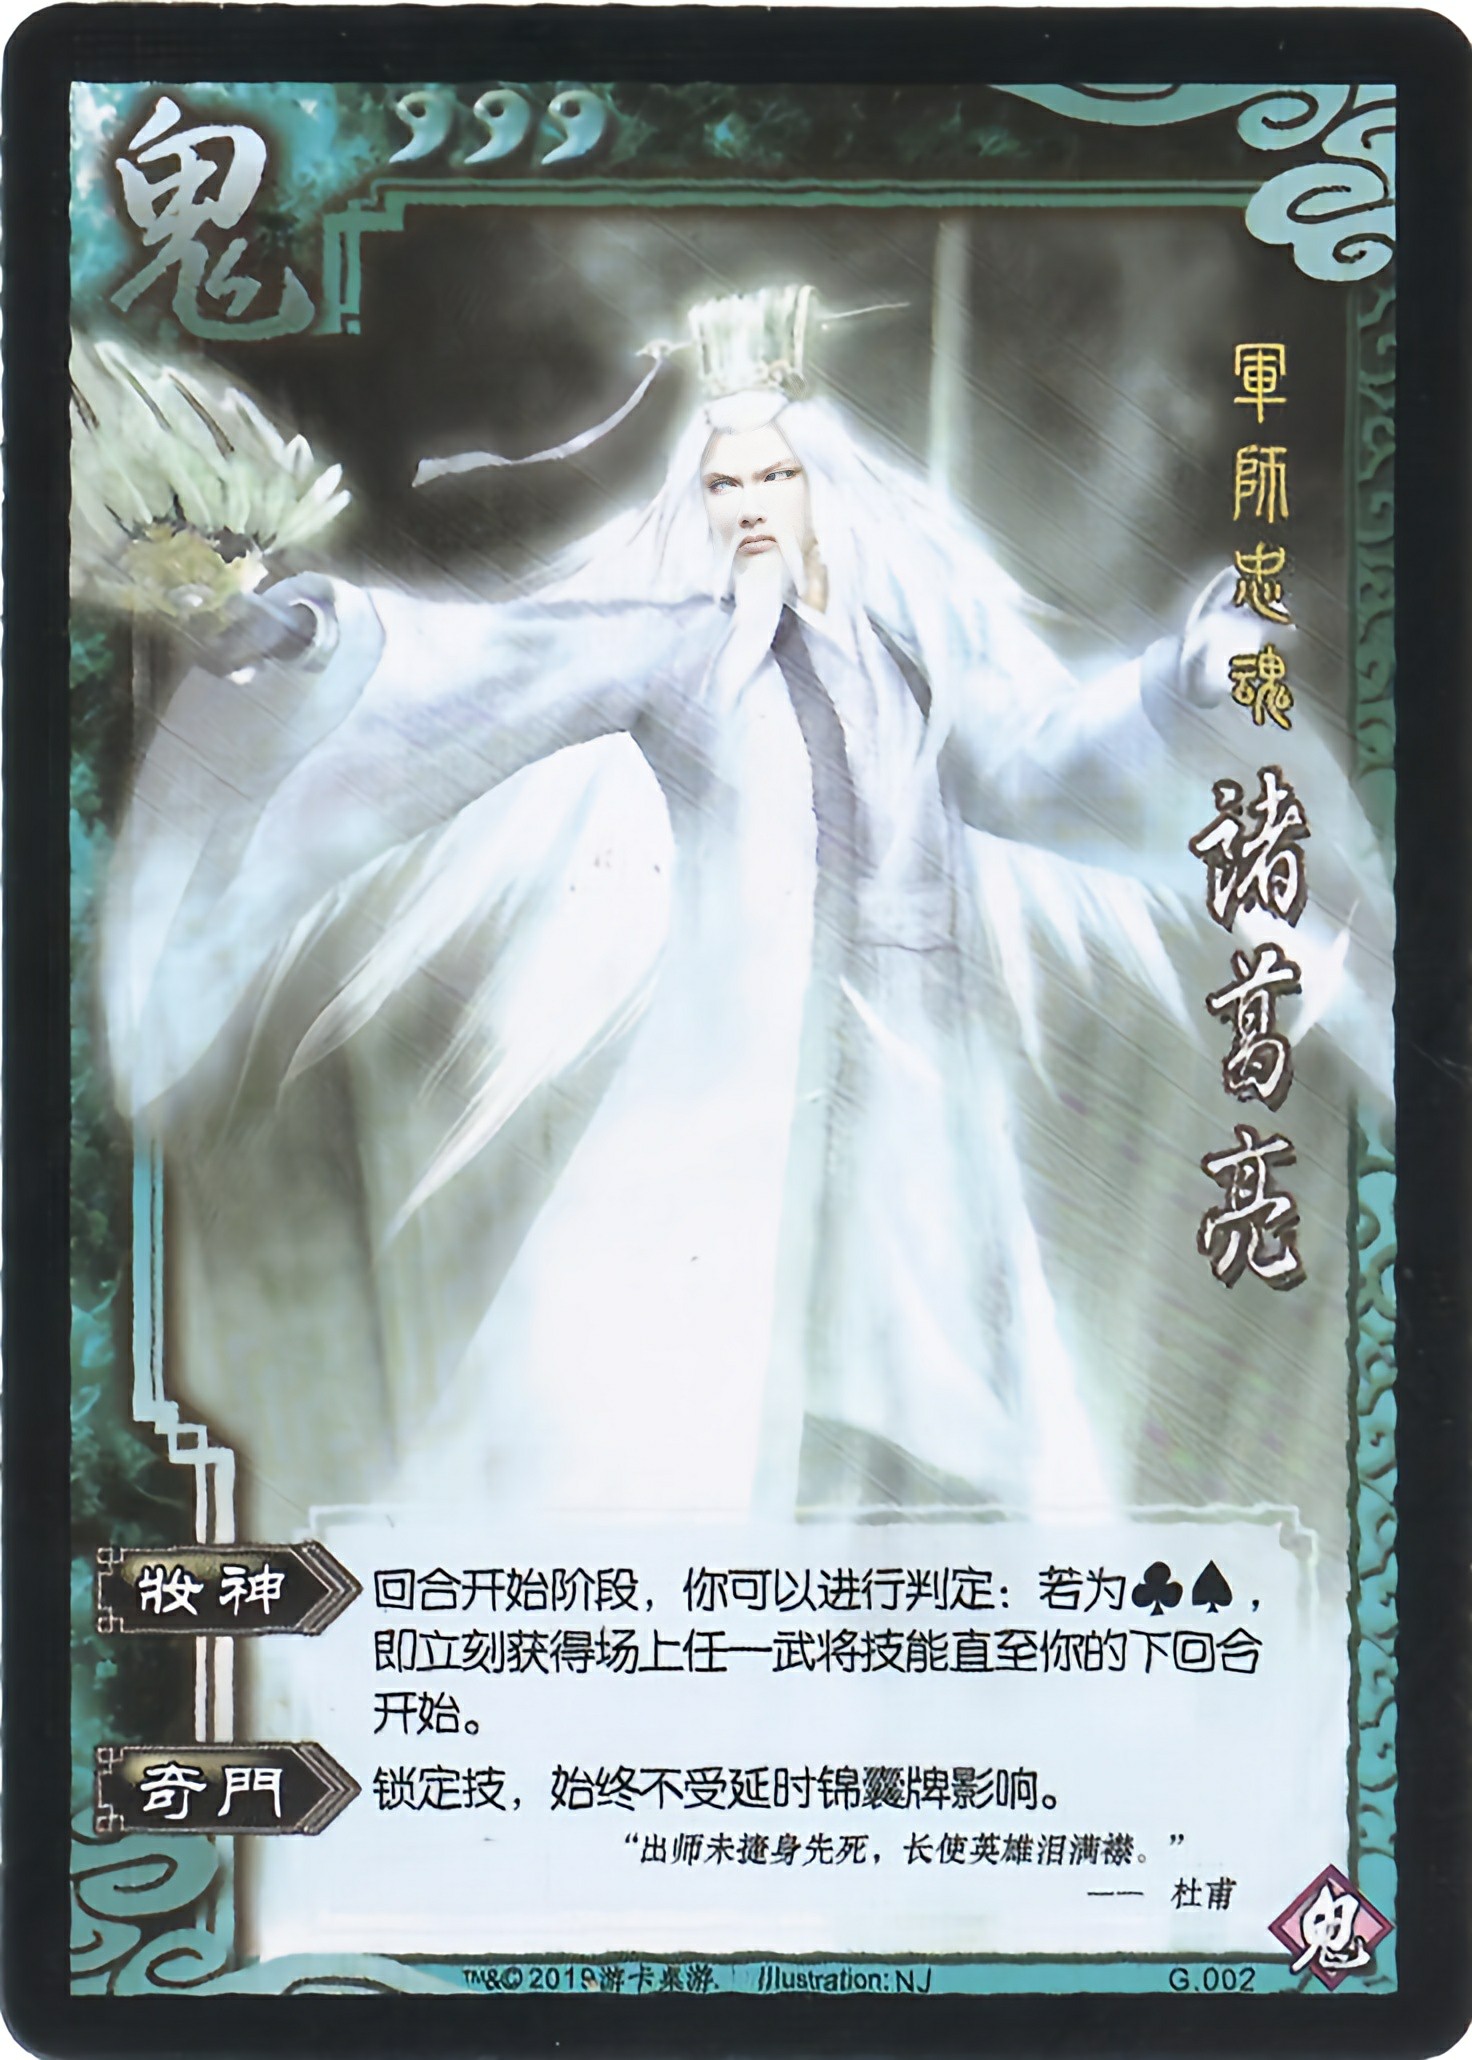 鬼
軍師忠魂
諸葛亮
妝神
回合开始阶段，你可以进行判定：若为♣♠，
即立刻获得场上任一武将技能直至你的下回合
开始。
奇門
锁定技，始终不受延时锦囊牌影响。
“出师未捷身先死，长使英雄泪满襟。”
—— 杜甫
鬼
™&© 2019游卡桌游. Illustration: NJ
G.002